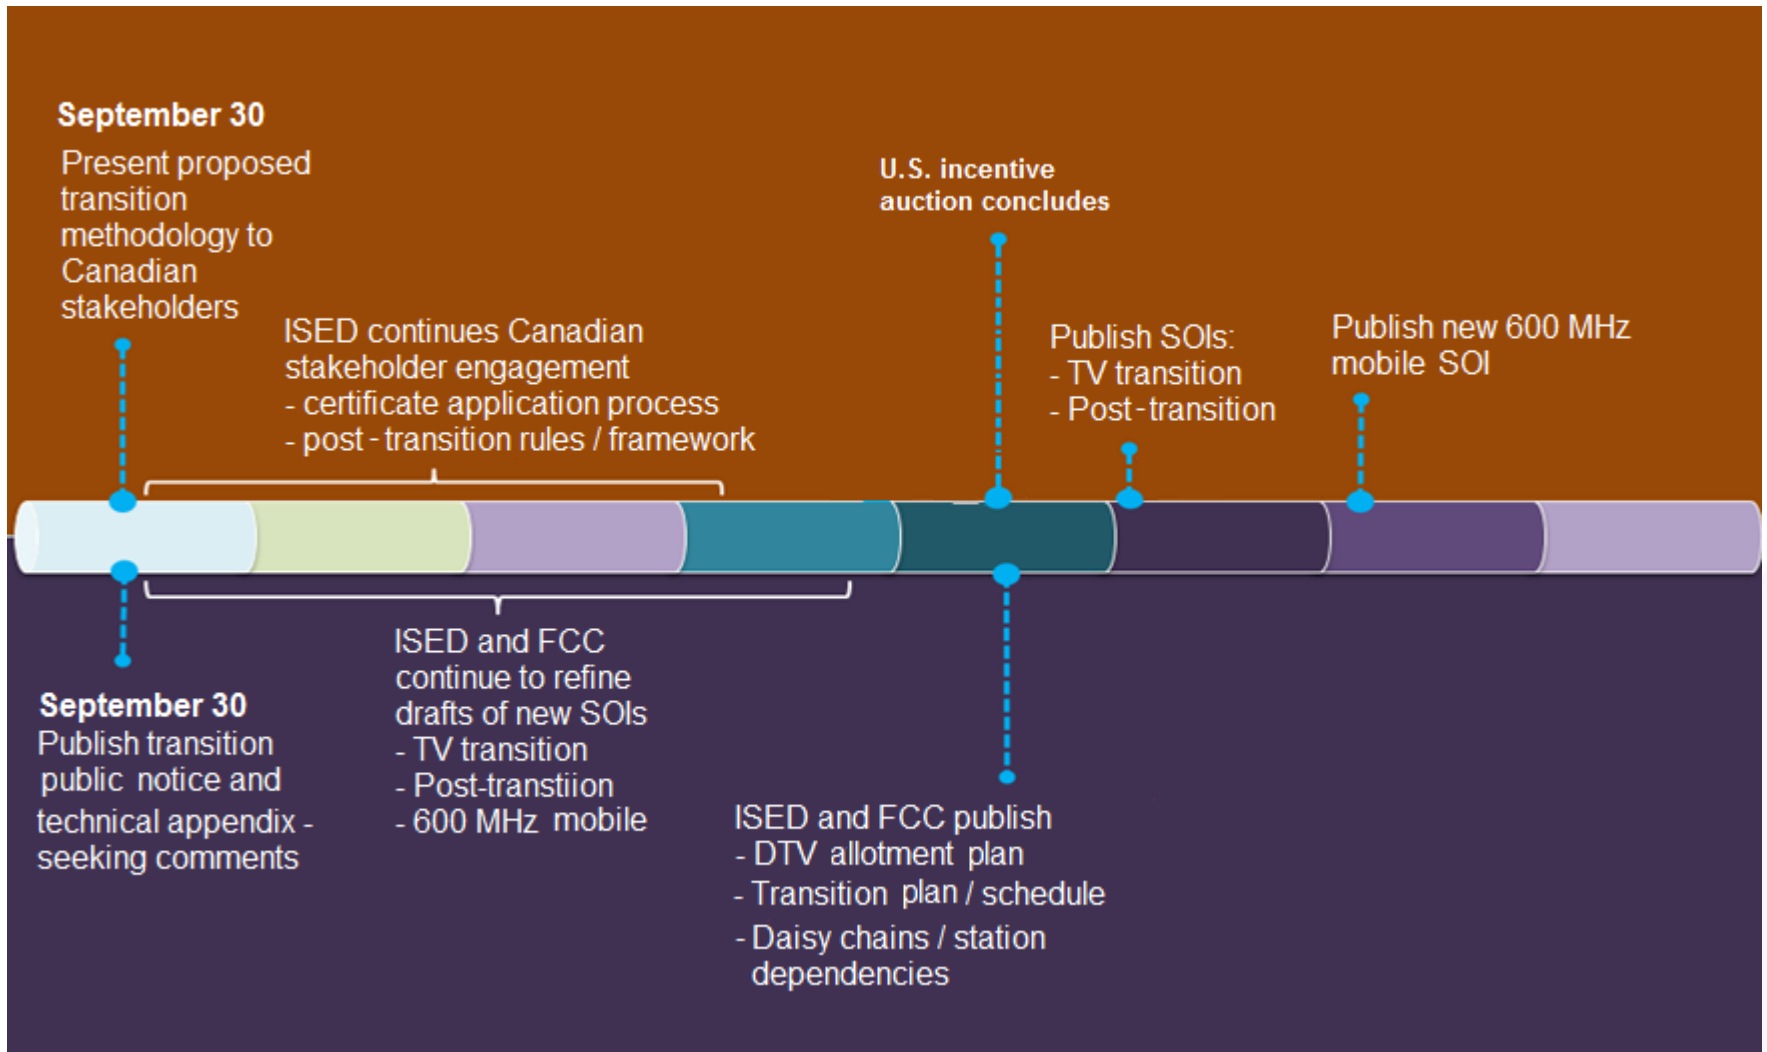 September 30
Present proposed
transition
methodology to
Canadian
stakeholders
ISED continues Canadian
stakeholder engagement
- certificate application process
- post-transition rules / framework
U.S. incentive
auction concludes
Publish SOIs:
- TV transition
- Post-transition
Publish new 600 MHz
mobile SOI
September 30
Publish transition
public notice and
technical appendix -
seeking comments
ISED and FCC
continue to refine
drafts of new SOIs
- TV transition
- Post-transtiion
- 600 MHz mobile
ISED and FCC publish
- DTV allotment plan
- Transition plan / schedule
- Daisy chains / station
dependencies